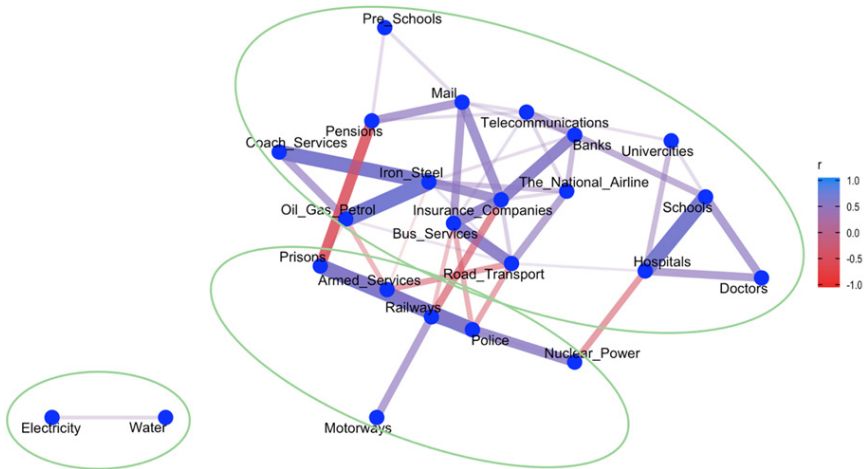 Pre_Schools
Mail
Telecommunications
Pensions
Banks
Coach_Services
Univercities
Iron_Steel
The_National_Airline
Schools
Oil_Gas_Petrol
Insurance_Companies
Bus_Services
Prisons
Road_Transport
Hospitals
Armed_Services
Doctors
Railways
Police
Nuclear_Power
Electricity
Water
Motorways
r
1.0
0.5
0.0
-0.5
-1.0